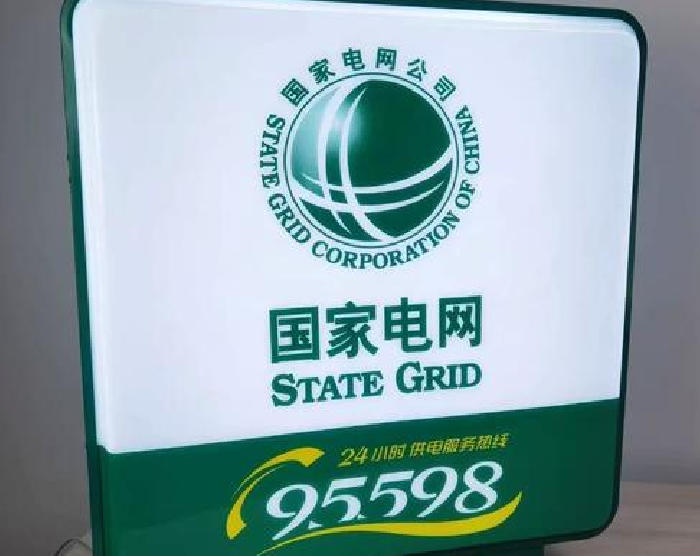 国家电网公司
STATE GRID CORPORATION OF CHINA
国家电网
STATE GRID
24小时供电服务热线
95598